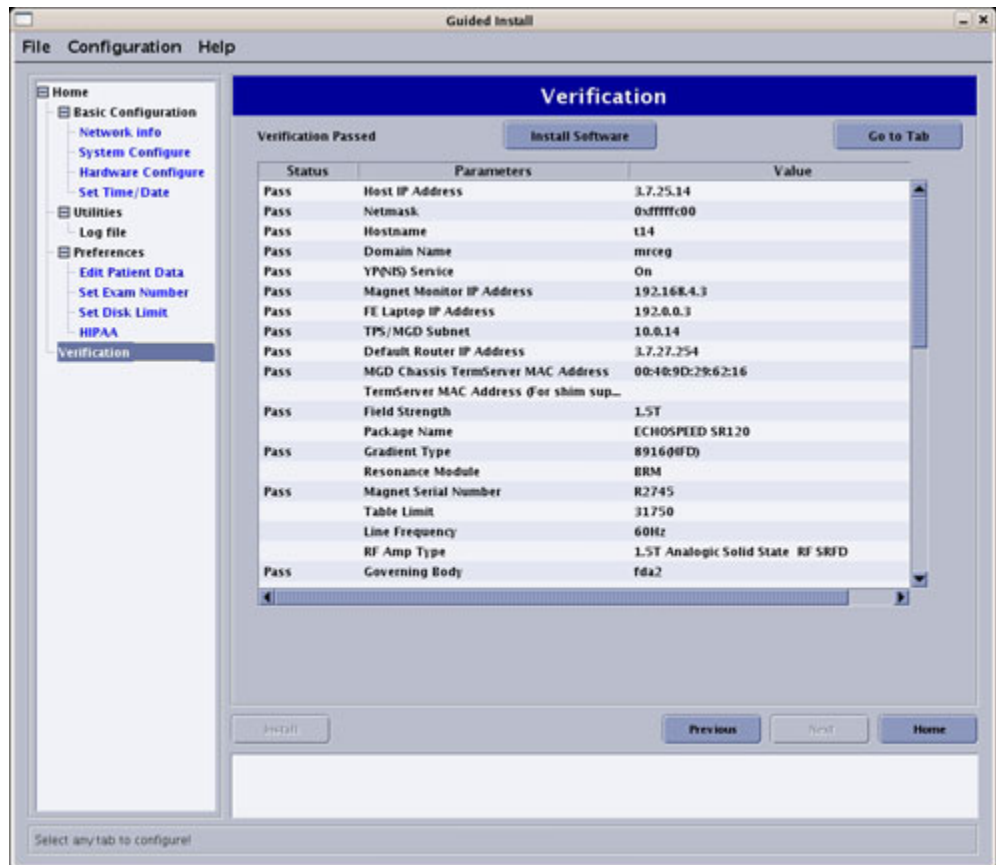 Guided Install
File Configuration Help
Home
Basic Configuration
Network info
System Configure
Hardware Configure
Set Time/Date
Utilities
Log file
Preferences
Edit Patient Data
Set Exam Number
Set Disk Limit
HIPAA
Verification
Verification
Verification Passed Install Software Go to Tab
Status Parameters Value
Pass Host IP Address 3.7.25.14
Pass Netmask 0xfffffc00
Pass Hostname t14
Pass Domain Name mrceg
Pass YP(NIS) Service On
Pass Magnet Monitor IP Address 192.168.4.3
Pass FE Laptop IP Address 192.0.0.3
Pass TPS/MGD Subnet 10.0.14
Pass Default Router IP Address 3.7.27.254
Pass MGD Chassis TermServer MAC Address 00:40:9D:29:62:16
TermServer MAC Address (For shim sup...
Pass Field Strength 1.5T
Package Name ECHOSPEED SR120
Pass Gradient Type 8916(HFD)
Resonance Module BRM
Pass Magnet Serial Number R2745
Table Limit 31750
Line Frequency 60Hz
RF Amp Type 1.5T Analogic Solid State RF SRFD
Pass Governing Body fda2
Install Previous Next Home
Select any tab to configure!